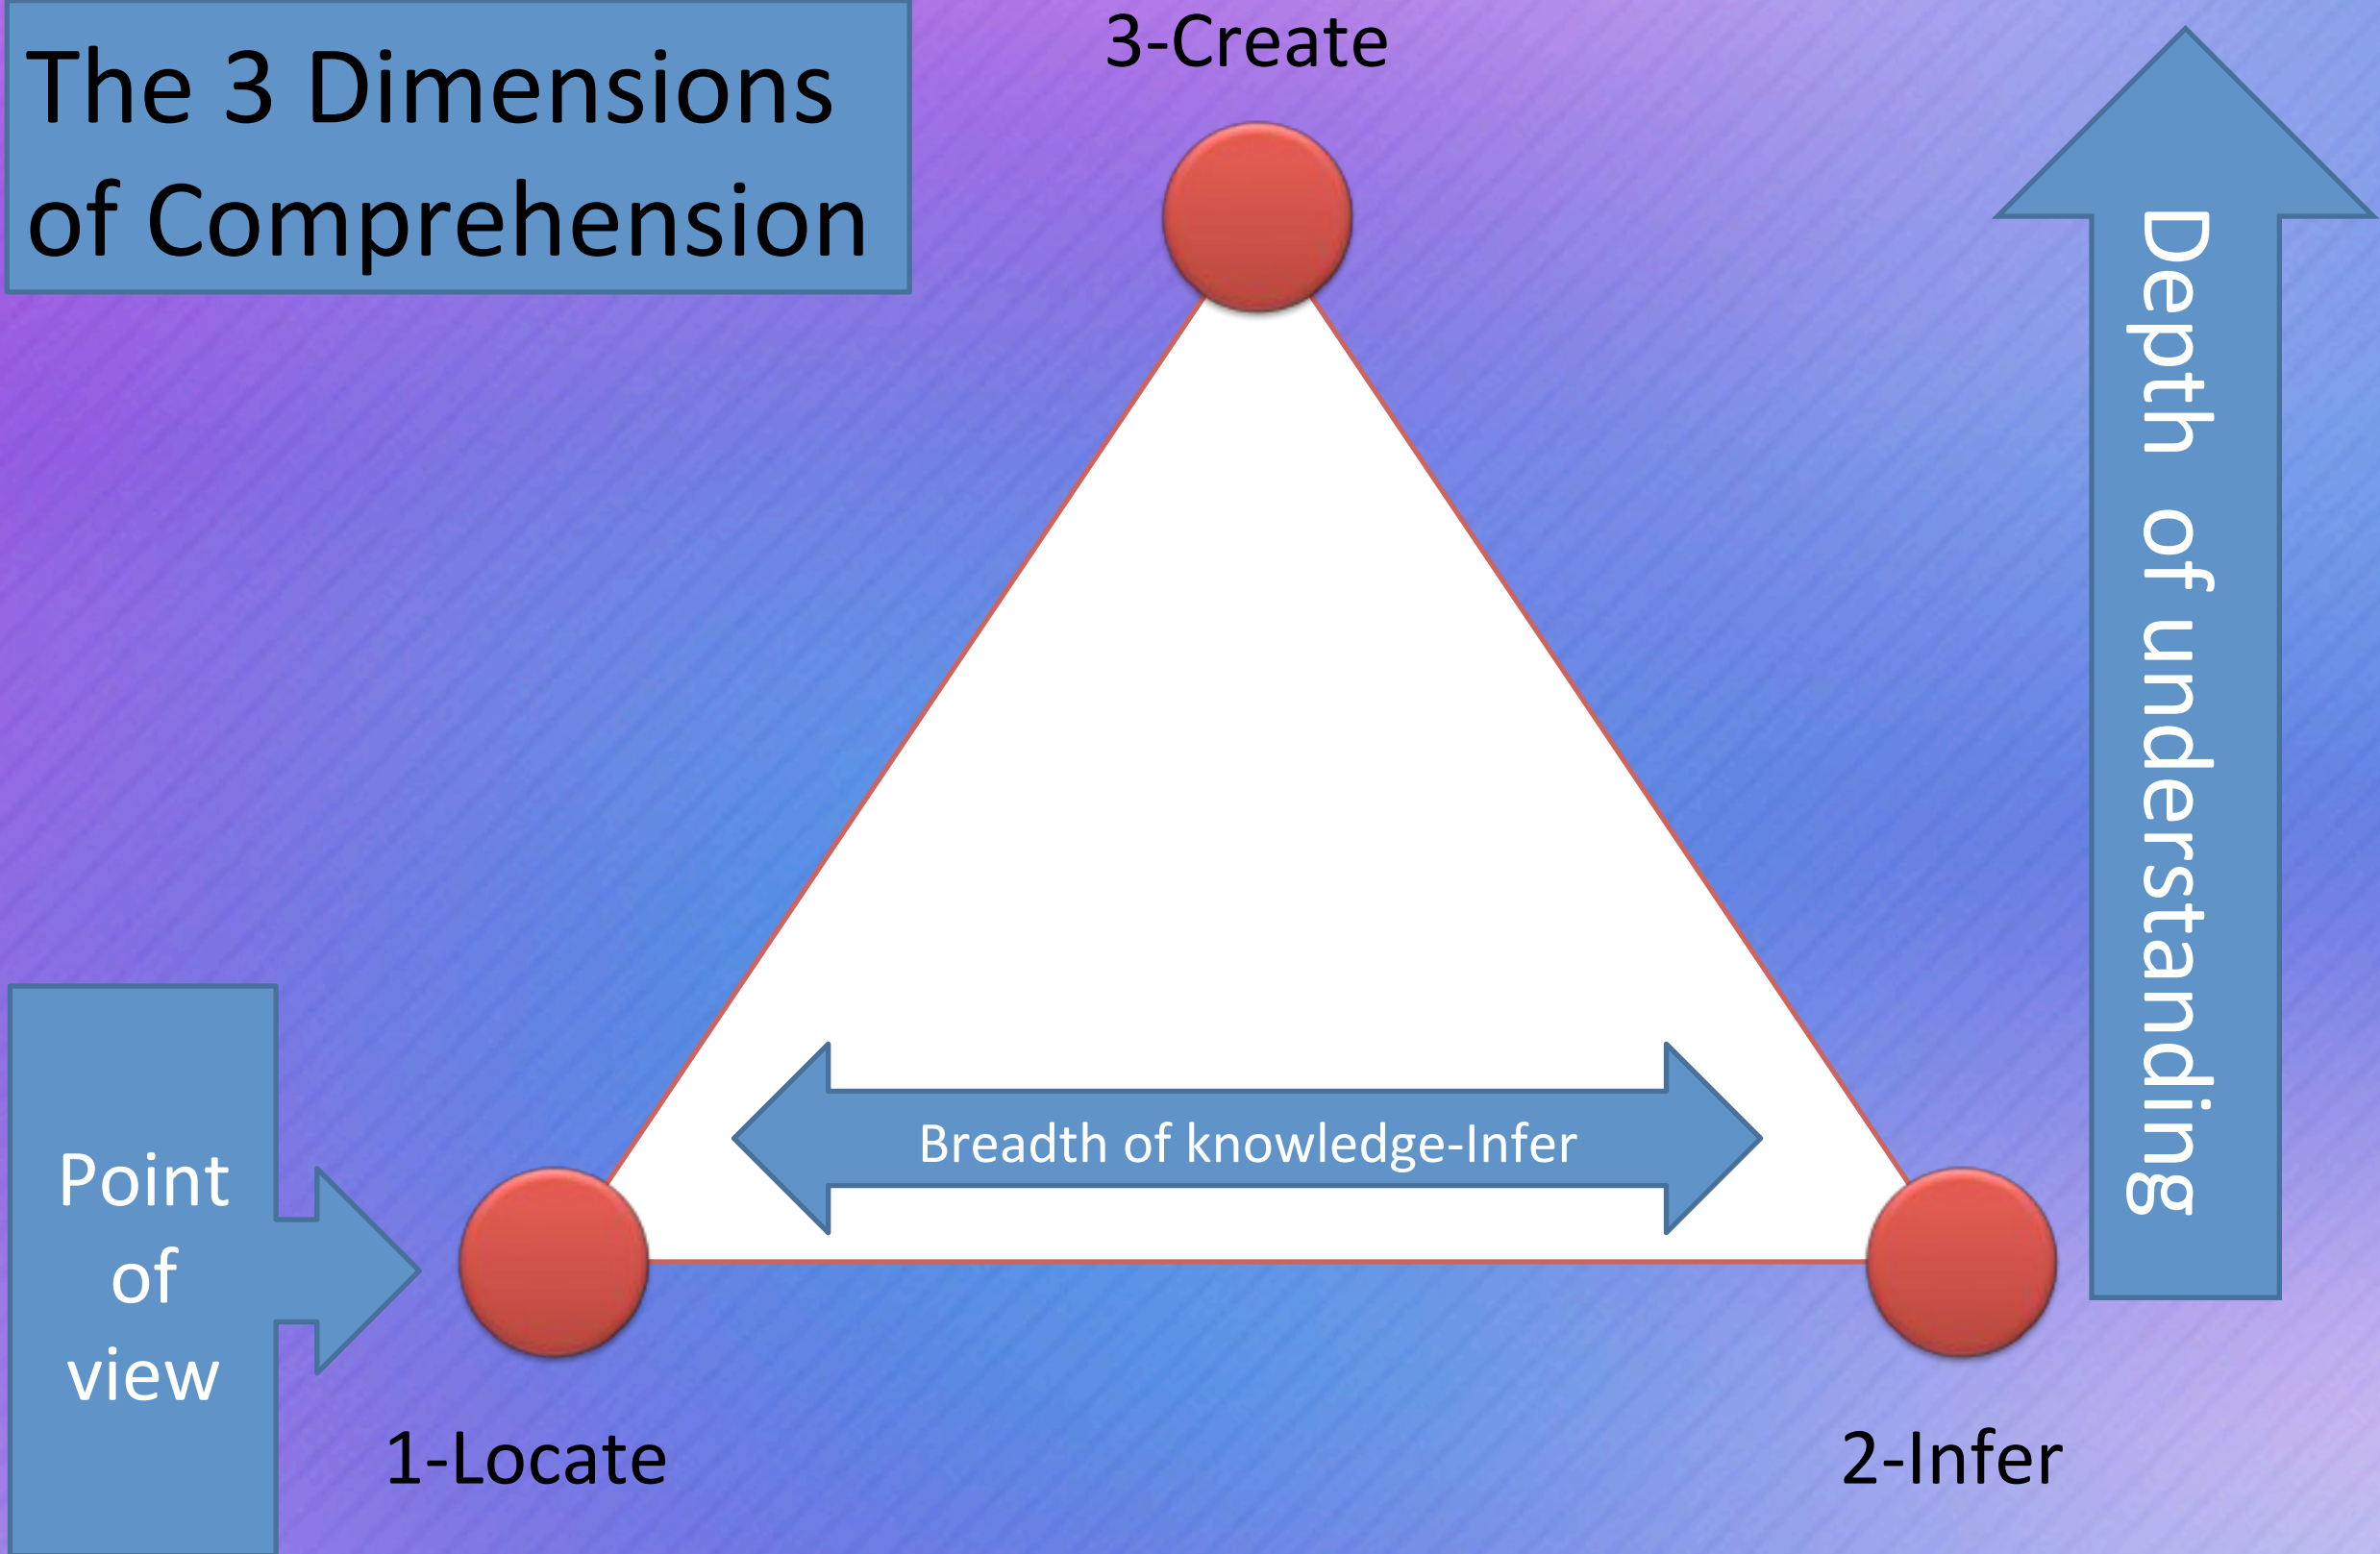 The 3 Dimensions
of Comprehension
3-Create
Depth of understanding
Breadth of knowledge-Infer
Point
of
view
1-Locate
2-Infer